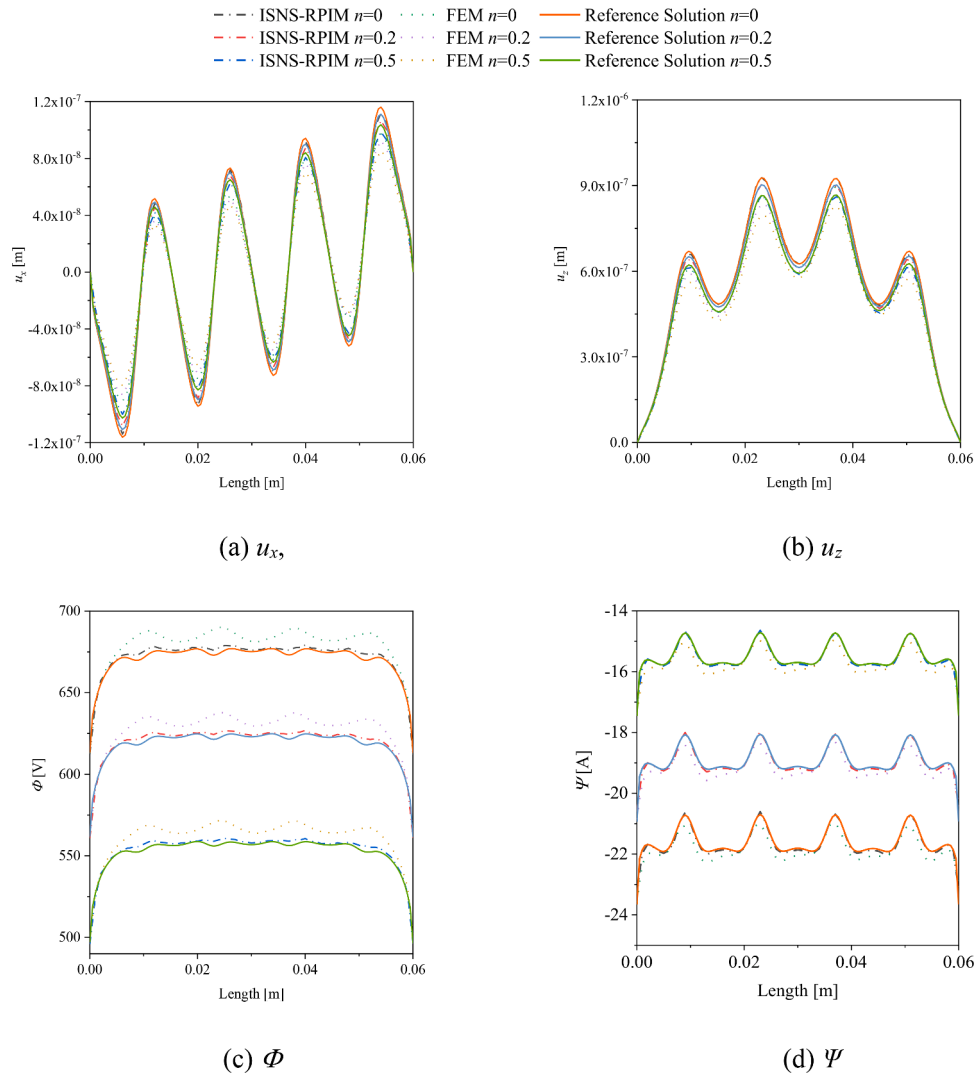 ISNS-RPIM n=0 FEM n=0 Reference Solution n=0
ISNS-RPIM n=0.2 FEM n=0.2 Reference Solution n=0.2
ISNS-RPIM n=0.5 FEM n=0.5 Reference Solution n=0.5
1.2x10-7
8.0x10-8
4.0x10-8
0.0
-4.0x10-8
-8.0x10-8
-1.2x10-7
ux [m]
0.00 0.02 0.04 0.06
Length [m]
(a) ux,
1.2x10-6
9.0x10-7
6.0x10-7
3.0x10-7
0.0
uz [m]
0.00 0.02 0.04 0.06
Length [m]
(b) uz
700
650
600
550
500
Φ [V]
0.00 0.02 0.04 0.06
Length [m]
(c) Φ
-14
-16
-18
-20
-22
-24
Ψ [A]
0.00 0.02 0.04 0.06
Length [m]
(d) Ψ